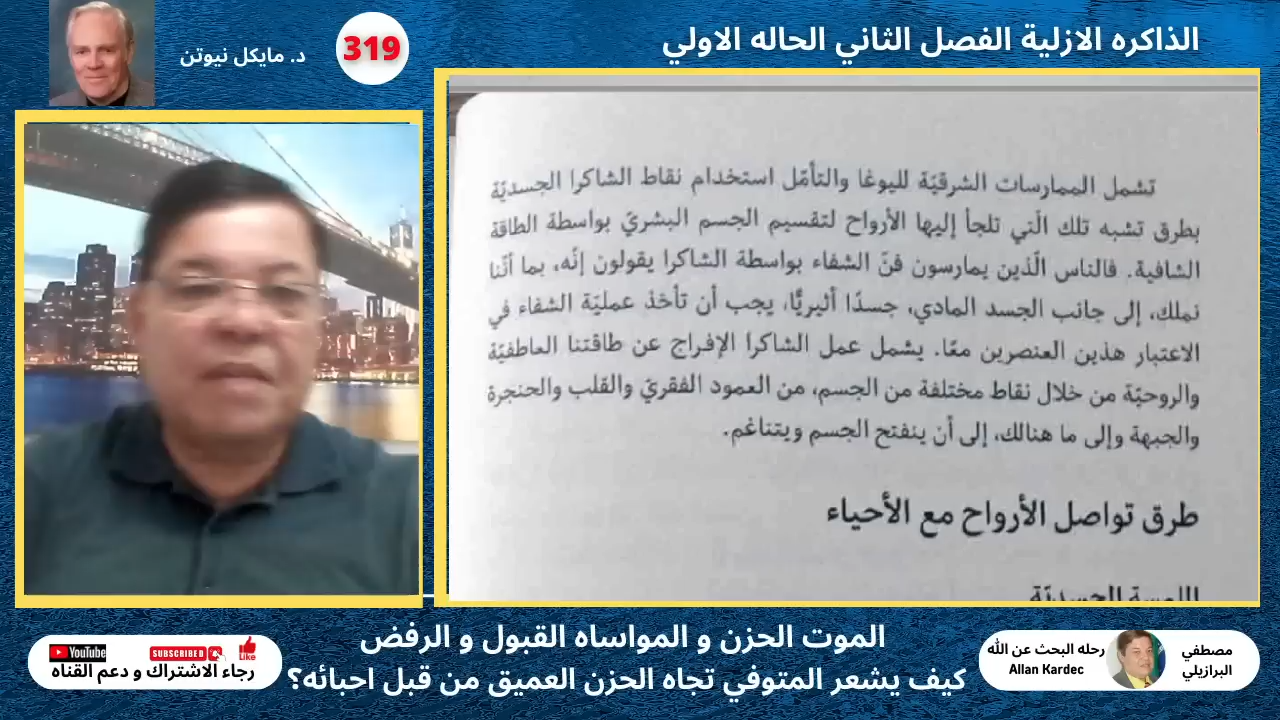 الذاكره الازلية الفصل الثاني الحاله الاولي
319
د. مايكل نيوتن
تشمل الممارسات الشرقيّة لليوغا والتأمّل استخدام نقاط الشاكرا الجسديّة
بطرق تشبه تلك الّتي تلجأ إليها الأرواح لتقسيم الجسم البشريّ بواسطة الطاقة
الشافية. فالناس الّذين يمارسون فنّ الشفاء بواسطة الشاكرا يقولون إنّه، بما أنّنا
نملك، إلى جانب الجسد المادي، جسدًا أثيريًّا، يجب أن تأخذ عمليّة الشفاء في
الاعتبار هذين العنصرين معًا. يشمل عمل الشاكرا الإفراج عن طاقتنا العاطفيّة
والروحيّة من خلال نقاط مختلفة من الجسم، من العمود الفقريّ والقلب والحنجرة
والجبهة وإلى ما هنالك، إلى أن ينفتح الجسم ويتناغم.
طرق تواصل الأرواح مع الأحياء
اللمسة الجسديّة
الموت الحزن و المواساه القبول و الرفض
كيف يشعر المتوفي تجاه الحزن العميق من قبل احبائه؟
مصطفي
البرازيلي
رحله البحث عن الله
Allan Kardec
YouTube
SUBSCRIBED
Like
رجاء الاشتراك و دعم القناه